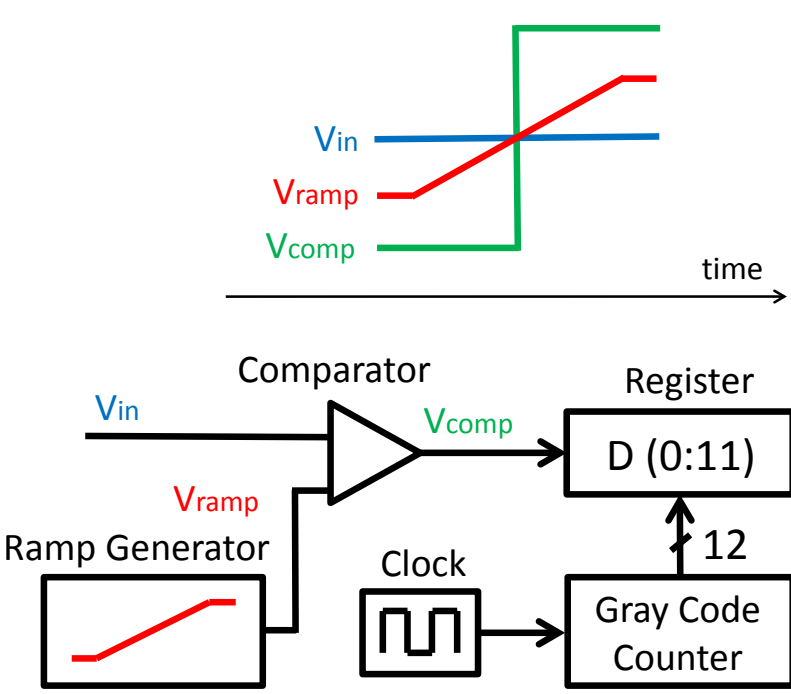 Vin
Vramp
Vcomp
time
Comparator
Register
Vin
Vcomp
D (0:11)
Vramp
Ramp Generator
Clock
12
Gray Code
Counter